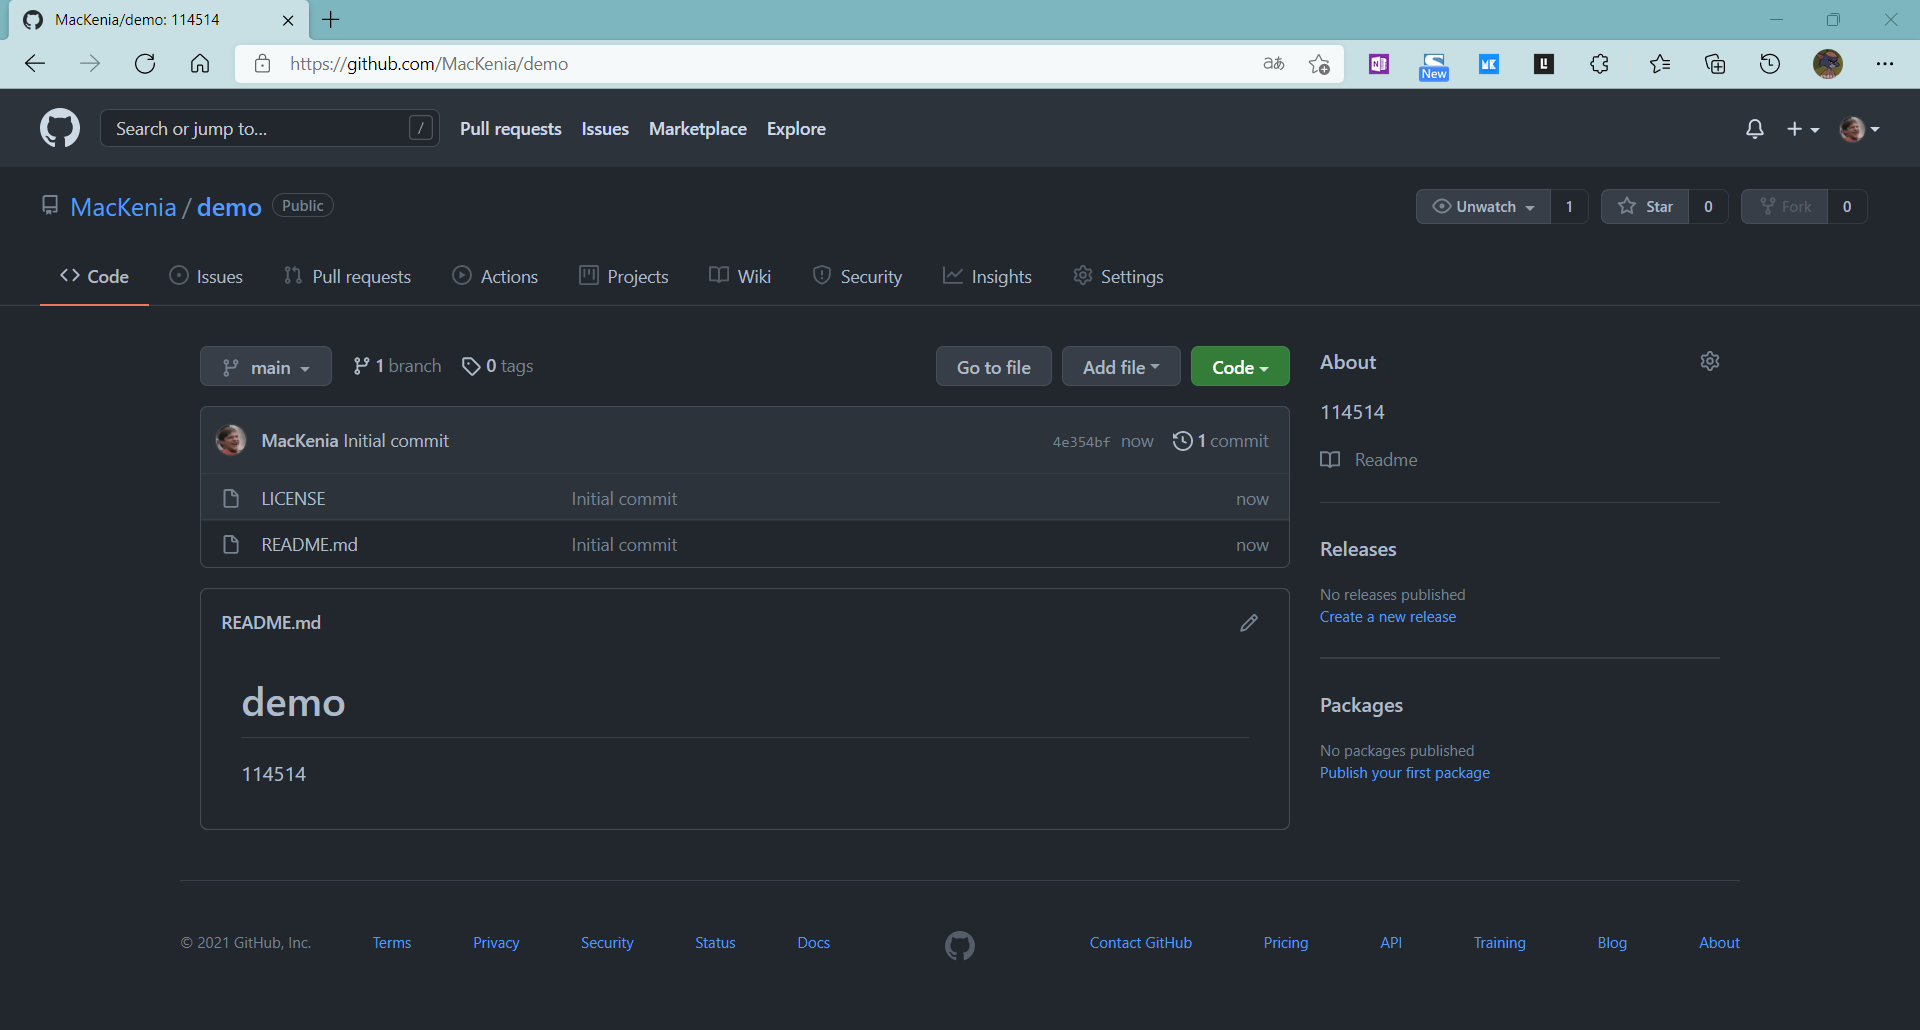 MacKenia/demo: 114514
https://github.com/MacKenia/demo
aあ
N
New
MK
Search or jump to...
/
Pull requests
Issues
Marketplace
Explore
MacKenia / demo
Public
Unwatch
1
Star
0
Fork
0
Code
Issues
Pull requests
Actions
Projects
Wiki
Security
Insights
Settings
main
1 branch
0 tags
Go to file
Add file
Code
MacKenia Initial commit
4e354bf
now
1 commit
LICENSE
Initial commit
now
README.md
Initial commit
now
README.md
demo
114514
About
114514
Readme
Releases
No releases published
Create a new release
Packages
No packages published
Publish your first package
© 2021 GitHub, Inc.
Terms
Privacy
Security
Status
Docs
Contact GitHub
Pricing
API
Training
Blog
About